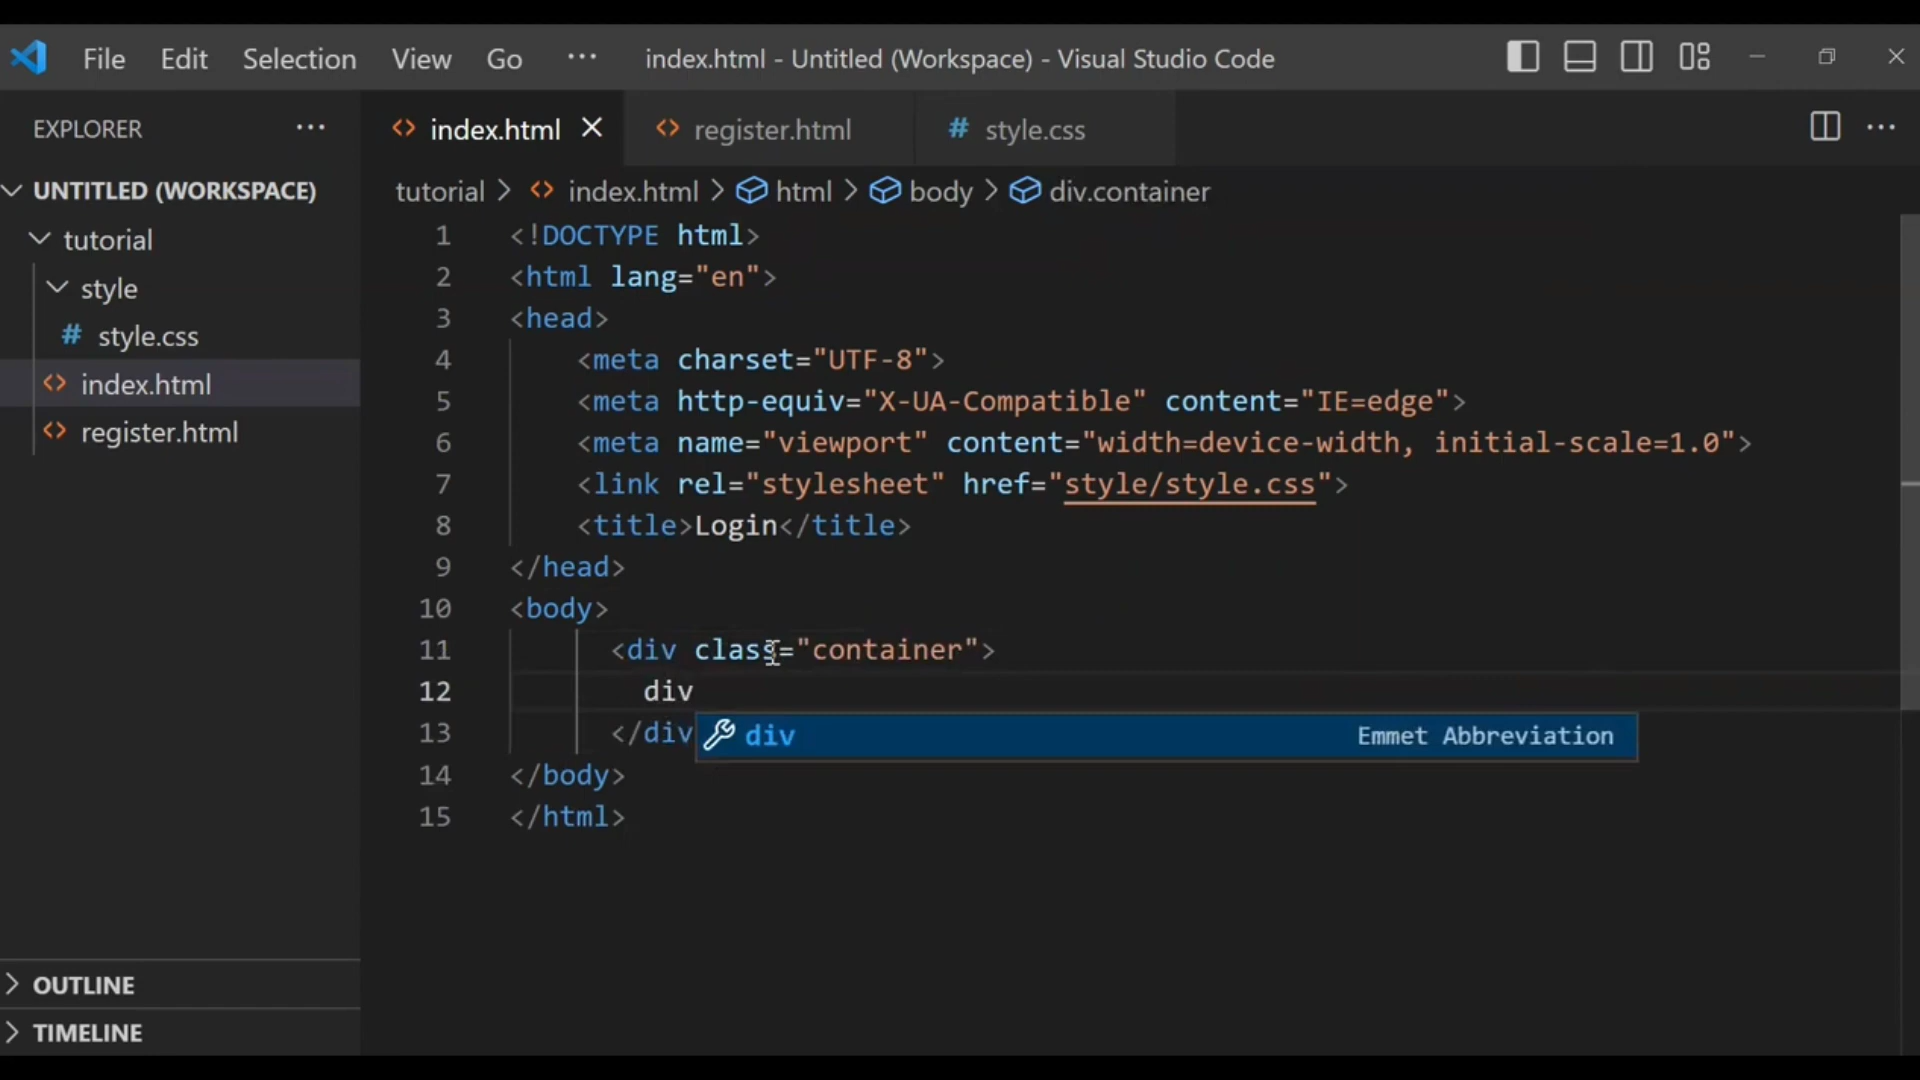 File Edit Selection View Go ··· index.html - Untitled (Workspace) - Visual Studio Code
EXPLORER ···
UNTITLED (WORKSPACE)
tutorial
style
# style.css
<> index.html
<> register.html
OUTLINE
TIMELINE
<> index.html <> register.html # style.css ···
tutorial > <> index.html > html > body > div.container
1 <!DOCTYPE html>
2 <html lang="en">
3 <head>
4 <meta charset="UTF-8">
5 <meta http-equiv="X-UA-Compatible" content="IE=edge">
6 <meta name="viewport" content="width=device-width, initial-scale=1.0">
7 <link rel="stylesheet" href="style/style.css">
8 <title>Login</title>
9 </head>
10 <body>
11 <div class="container">
12 div
13 </div
div Emmet Abbreviation
14 </body>
15 </html>